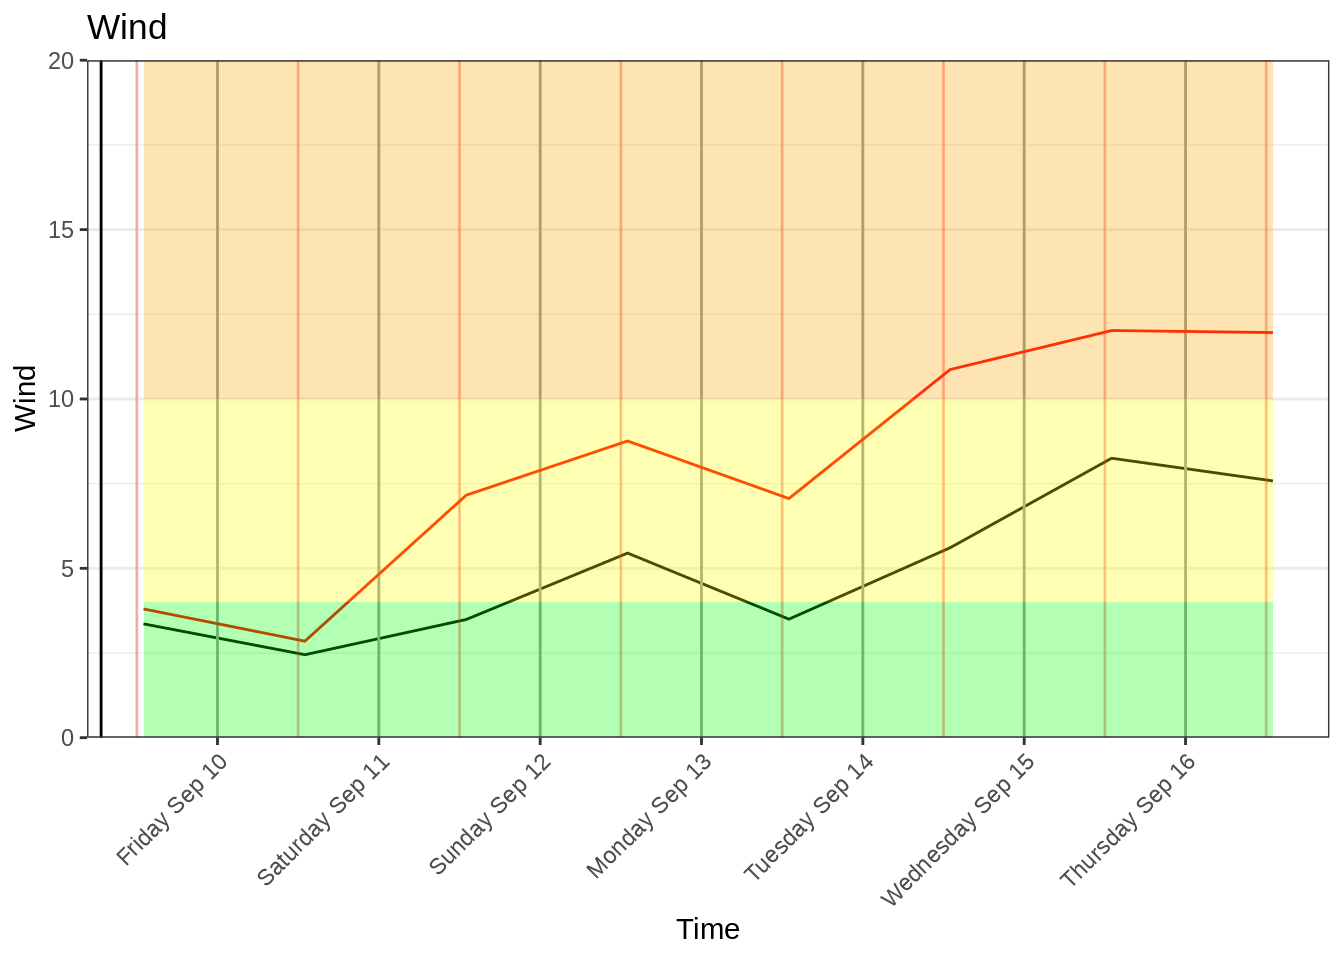 Wind
20
15
10
5
0
Wind
Friday Sep 10
Saturday Sep 11
Sunday Sep 12
Monday Sep 13
Tuesday Sep 14
Wednesday Sep 15
Thursday Sep 16
Time